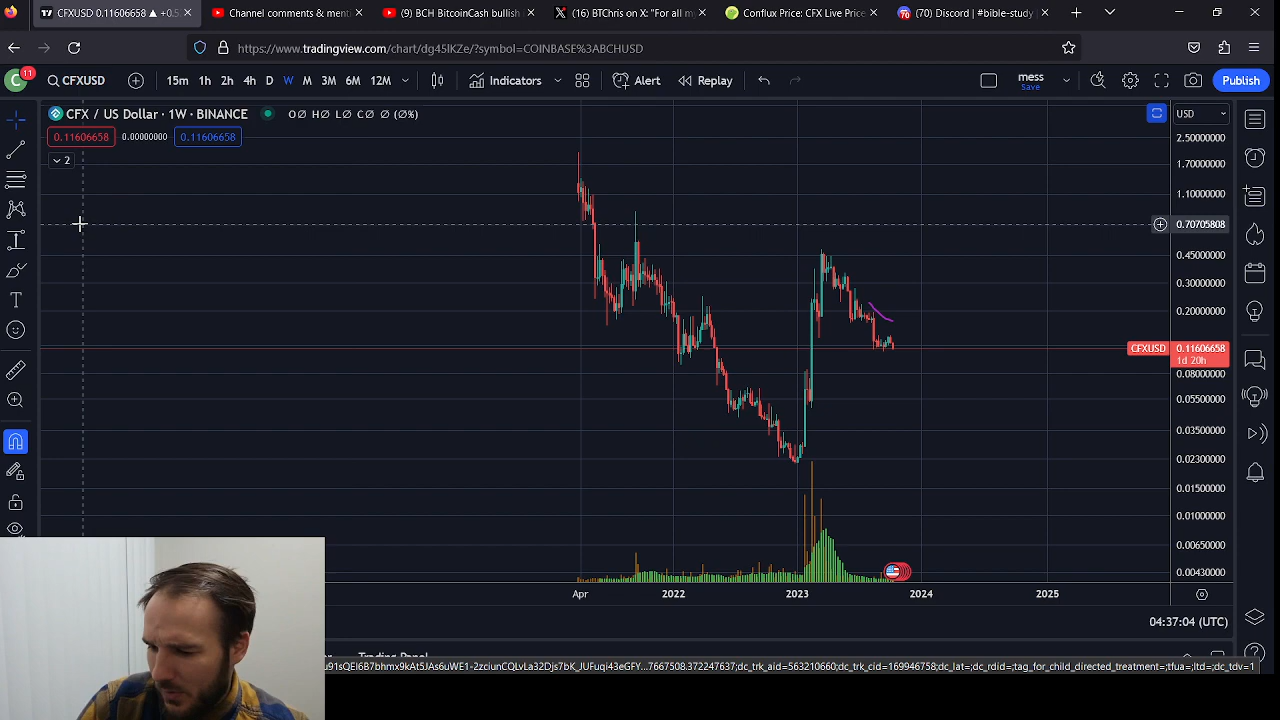 CFXUSD 0.11606658 ▲ +0.5
Channel comments & menti
(9) BCH BitcoinCash bullish
(16) BTChris on X: "For all my
Conflux Price: CFX Live Price
(70) Discord | #bible-study
https://www.tradingview.com/chart/dg45lKZe/?symbol=COINBASE%3ABCHUSD
C 11 CFXUSD 15m 1h 2h 4h D W M 3M 6M 12M Indicators Alert Replay mess Save Publish
CFX / US Dollar · 1W · BINANCE O∅ H∅ L∅ C∅ ∅ (∅%) USD
0.11606658 0.00000000 0.11606658
2
2.50000000
1.70000000
1.10000000
0.70705808
0.45000000
0.30000000
0.20000000
CFXUSD 0.11606658
1d 20h
0.08000000
0.05500000
0.03500000
0.02300000
0.01500000
0.01000000
0.00650000
0.00430000
Apr 2022 2023 2024 2025
04:37:04 (UTC)
Trading Panel